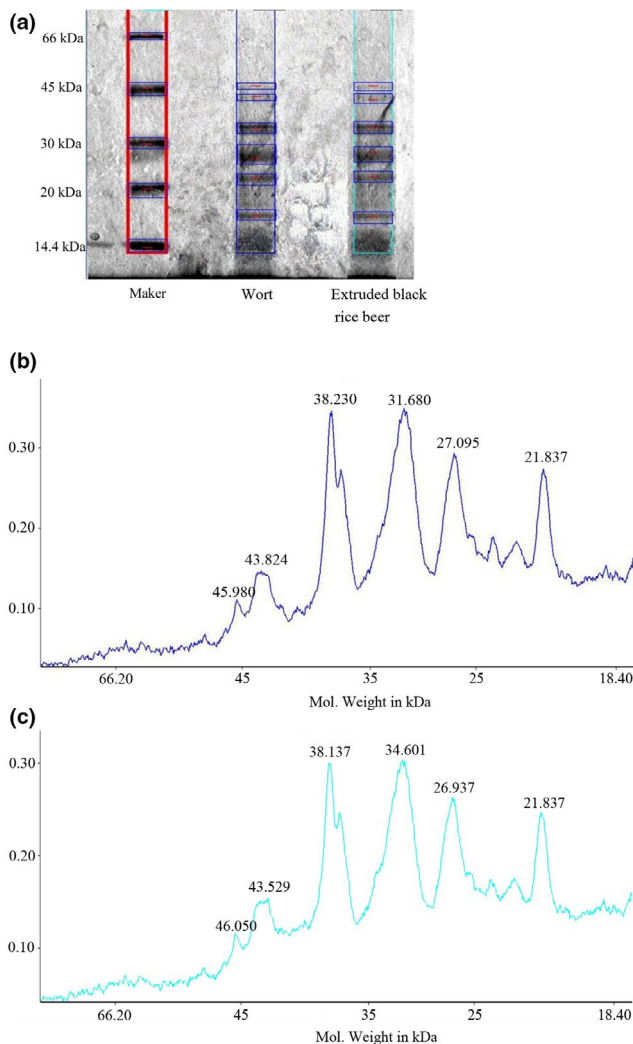 (a)
66 kDa
45 kDa
30 kDa
20 kDa
14.4 kDa
Maker Wort Extruded black
rice beer
(b)
38.230 31.680
0.30
27.095 21.837
0.20
43.824
45.980
0.10
66.20 45 35 25 18.40
Mol. Weight in kDa
(c)
38.137 34.601
0.30
26.937 21.837
0.20
43.529
46.050
0.10
66.20 45 35 25 18.40
Mol. Weight in kDa